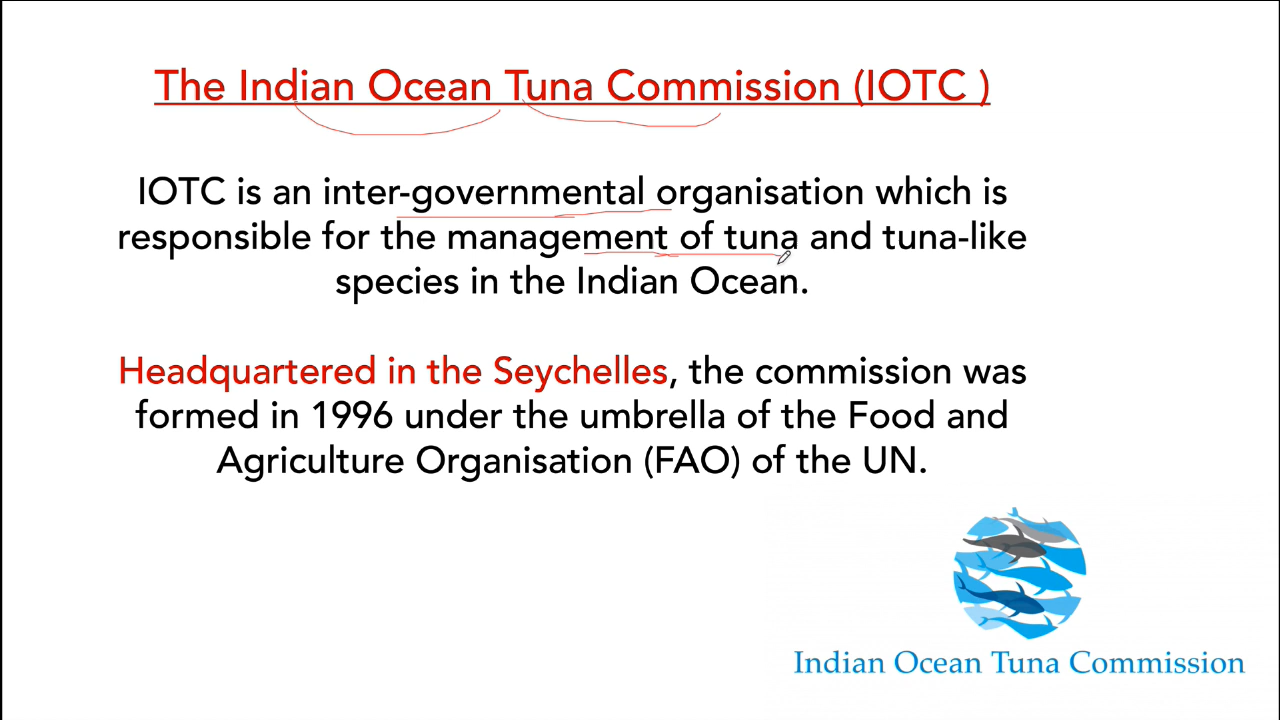 The Indian Ocean Tuna Commission (IOTC )
IOTC is an inter-governmental organisation which is
responsible for the management of tuna and tuna-like
species in the Indian Ocean.
Headquartered in the Seychelles, the commission was
formed in 1996 under the umbrella of the Food and
Agriculture Organisation (FAO) of the UN.
Indian Ocean Tuna Commission